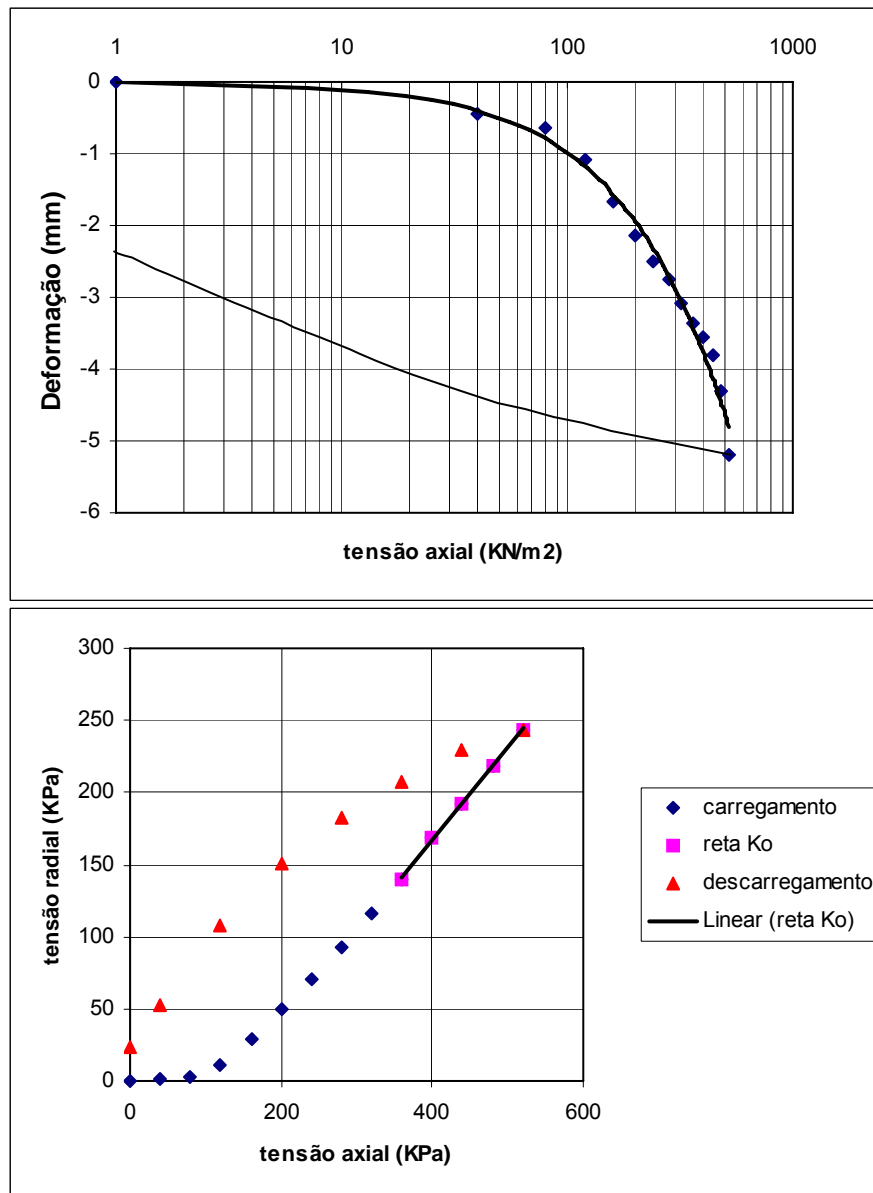 1 10 100 1000
0
-1
-2
-3
-4
-5
-6
Deformação (mm)
tensão axial (KN/m2)
300
250
200
150
100
50
0
tensão radial (KPa)
0 200 400 600
tensão axial (KPa)
carregamento
reta Ko
descarregamento
Linear (reta Ko)